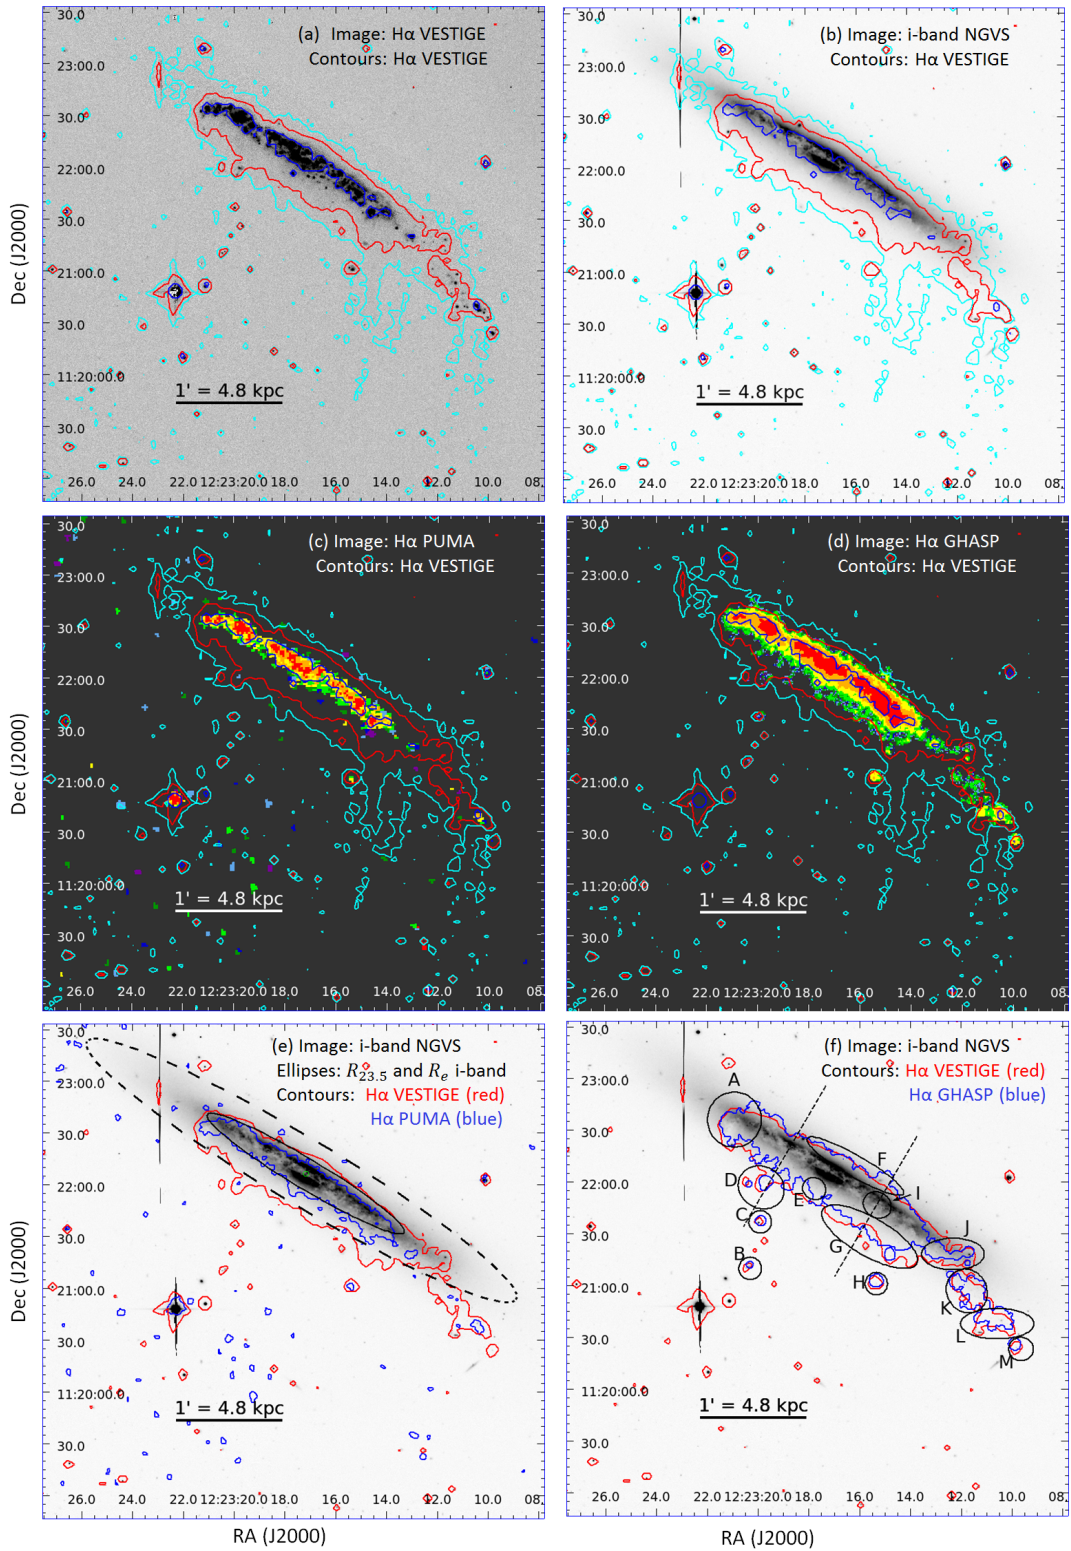 (a) Image: Hα VESTIGE
Contours: Hα VESTIGE
30.0
23:00.0
30.0
22:00.0
30.0
21:00.0
30.0
11:20:00.0
30.0
1' = 4.8 kpc
26.0 24.0 22.0 12:23:20.0 18.0 16.0 14.0 12.0 10.0 08.
Dec (J2000)
(b) Image: i-band NGVS
Contours: Hα VESTIGE
30.0
23:00.0
30.0
22:00.0
30.0
21:00.0
30.0
11:20:00.0
30.0
1' = 4.8 kpc
26.0 24.0 22.0 12:23:20.0 18.0 16.0 14.0 12.0 10.0 08.
(c) Image: Hα PUMA
Contours: Hα VESTIGE
30.0
23:00.0
30.0
22:00.0
30.0
21:00.0
30.0
11:20:00.0
30.0
1' = 4.8 kpc
26.0 24.0 22.0 12:23:20.0 18.0 16.0 14.0 12.0 10.0 08.
Dec (J2000)
(d) Image: Hα GHASP
Contours: Hα VESTIGE
30.0
23:00.0
30.0
22:00.0
30.0
21:00.0
30.0
11:20:00.0
30.0
1' = 4.8 kpc
26.0 24.0 22.0 12:23:20.0 18.0 16.0 14.0 12.0 10.0 08.
(e) Image: i-band NGVS
Ellipses: R23.5 and Re i-band
Contours: Hα VESTIGE (red)
Hα PUMA (blue)
30.0
23:00.0
30.0
22:00.0
30.0
21:00.0
30.0
11:20:00.0
30.0
1' = 4.8 kpc
26.0 24.0 22.0 12:23:20.0 18.0 16.0 14.0 12.0 10.0 08.
Dec (J2000)
RA (J2000)
(f) Image: i-band NGVS
Contours: Hα VESTIGE (red)
Hα GHASP (blue)
30.0
23:00.0
30.0
22:00.0
30.0
21:00.0
30.0
11:20:00.0
30.0
A
F
D
E
I
C
G
J
B
H
K
L
M
1' = 4.8 kpc
26.0 24.0 22.0 12:23:20.0 18.0 16.0 14.0 12.0 10.0 08.
RA (J2000)